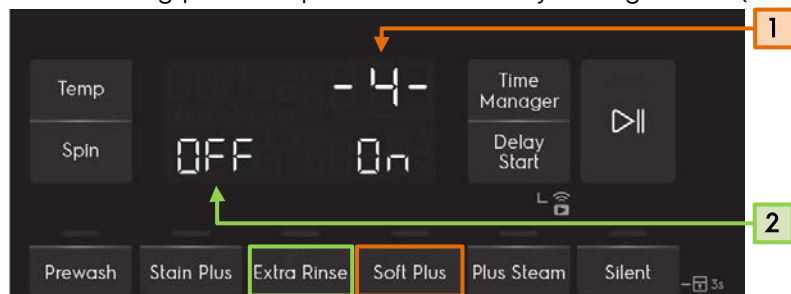 1
Temp
- 4 -
Time
Manager
Spin
OFF
On
Delay
Start
L
2
Prewash
Stain Plus
Extra Rinse
Soft Plus
Plus Steam
Silent
3s